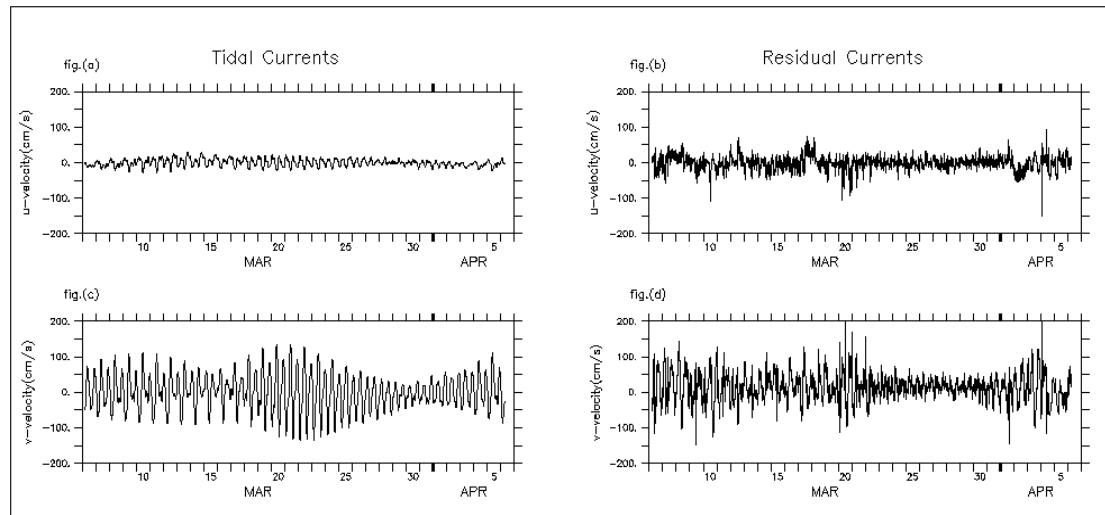 Tidal Currents
fig.(a)
200.
100.
0.
-100.
-200.
u-velocity(cm/s)
10 15 20 25 30 5
MAR APR
Residual Currents
fig.(b)
200.
100.
0.
-100.
-200.
u-velocity(cm/s)
10 15 20 25 30 5
MAR APR
fig.(c)
200.
100.
0.
-100.
-200.
v-velocity(cm/s)
10 15 20 25 30 5
MAR APR
fig.(d)
200.
100.
0.
-100.
-200.
v-velocity(cm/s)
10 15 20 25 30 5
MAR APR